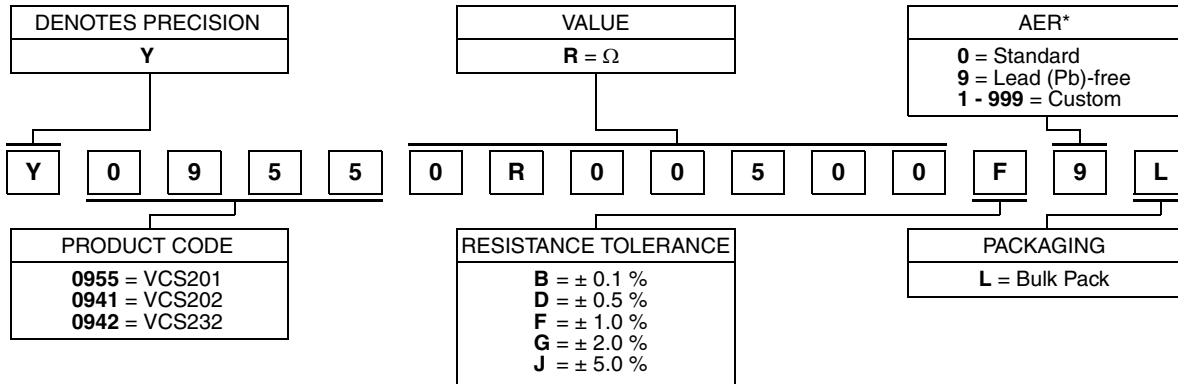 DENOTES PRECISION
Y
VALUE
R = Ω
AER*
0 = Standard
9 = Lead (Pb)-free
1 - 999 = Custom
Y 0 9 5 5 0 R 0 0 5 0 0 F 9 L
PRODUCT CODE
0955 = VCS201
0941 = VCS202
0942 = VCS232
RESISTANCE TOLERANCE
B = ± 0.1 %
D = ± 0.5 %
F = ± 1.0 %
G = ± 2.0 %
J = ± 5.0 %
PACKAGING
L = Bulk Pack